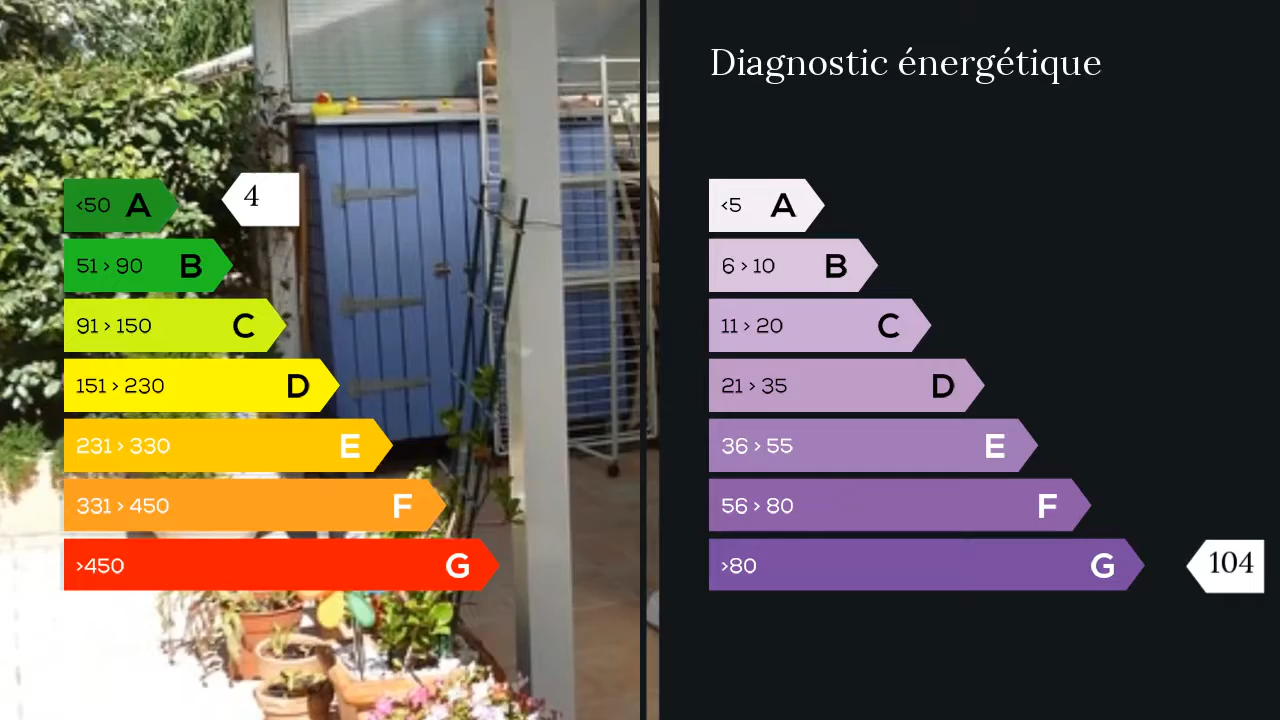 Diagnostic énergétique
<50 A
4
51 > 90 B
91 > 150 C
151 > 230 D
231 > 330 E
331 > 450 F
>450 G
<5 A
6 > 10 B
11 > 20 C
21 > 35 D
36 > 55 E
56 > 80 F
>80 G
104